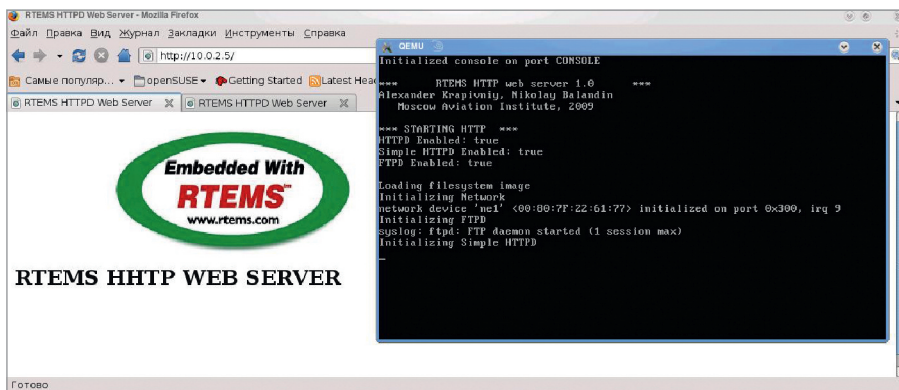 RTEMS HTTPD Web Server - Mozilla Firefox
Файл Правка Вид Журнал Закладки Инструменты Справка
http://10.0.2.5/
Самые популяр... openSUSE Getting Started Latest Head
RTEMS HTTPD Web Server RTEMS HTTPD Web Server
Embedded With
RTEMS™
www.rtems.com
RTEMS HHTP WEB SERVER
Готово
QEMU
Initialized console on port CONSOLE
*** RTEMS HTTP web server 1.0 ***
Alexander Krapivniy, Nikolay Balandin
Moscow Aviation Institute, 2009
*** STARTING HTTP ***
HTTPD Enabled: true
Simple HTTPD Enabled: true
FTPD Enabled: true
Loading filesystem image
Initializing Network
network device 'ne1' <00:80:7F:22:61:77> initialized on port 0x300, irq 9
Initializing FTPD
syslog: ftpd: FTP daemon started (1 session max)
Initializing Simple HTTPD